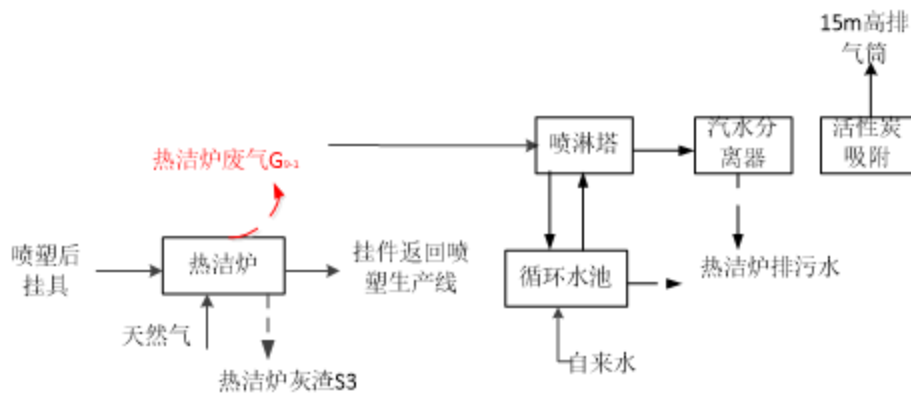 15m高排
气筒
喷淋塔
汽水分
离器
活性炭
吸附
热洁炉废气G₉₋₁
喷塑后
挂具
热洁炉
挂件返回喷
塑生产线
循环水池
热洁炉排污水
天然气
自来水
热洁炉灰渣S3